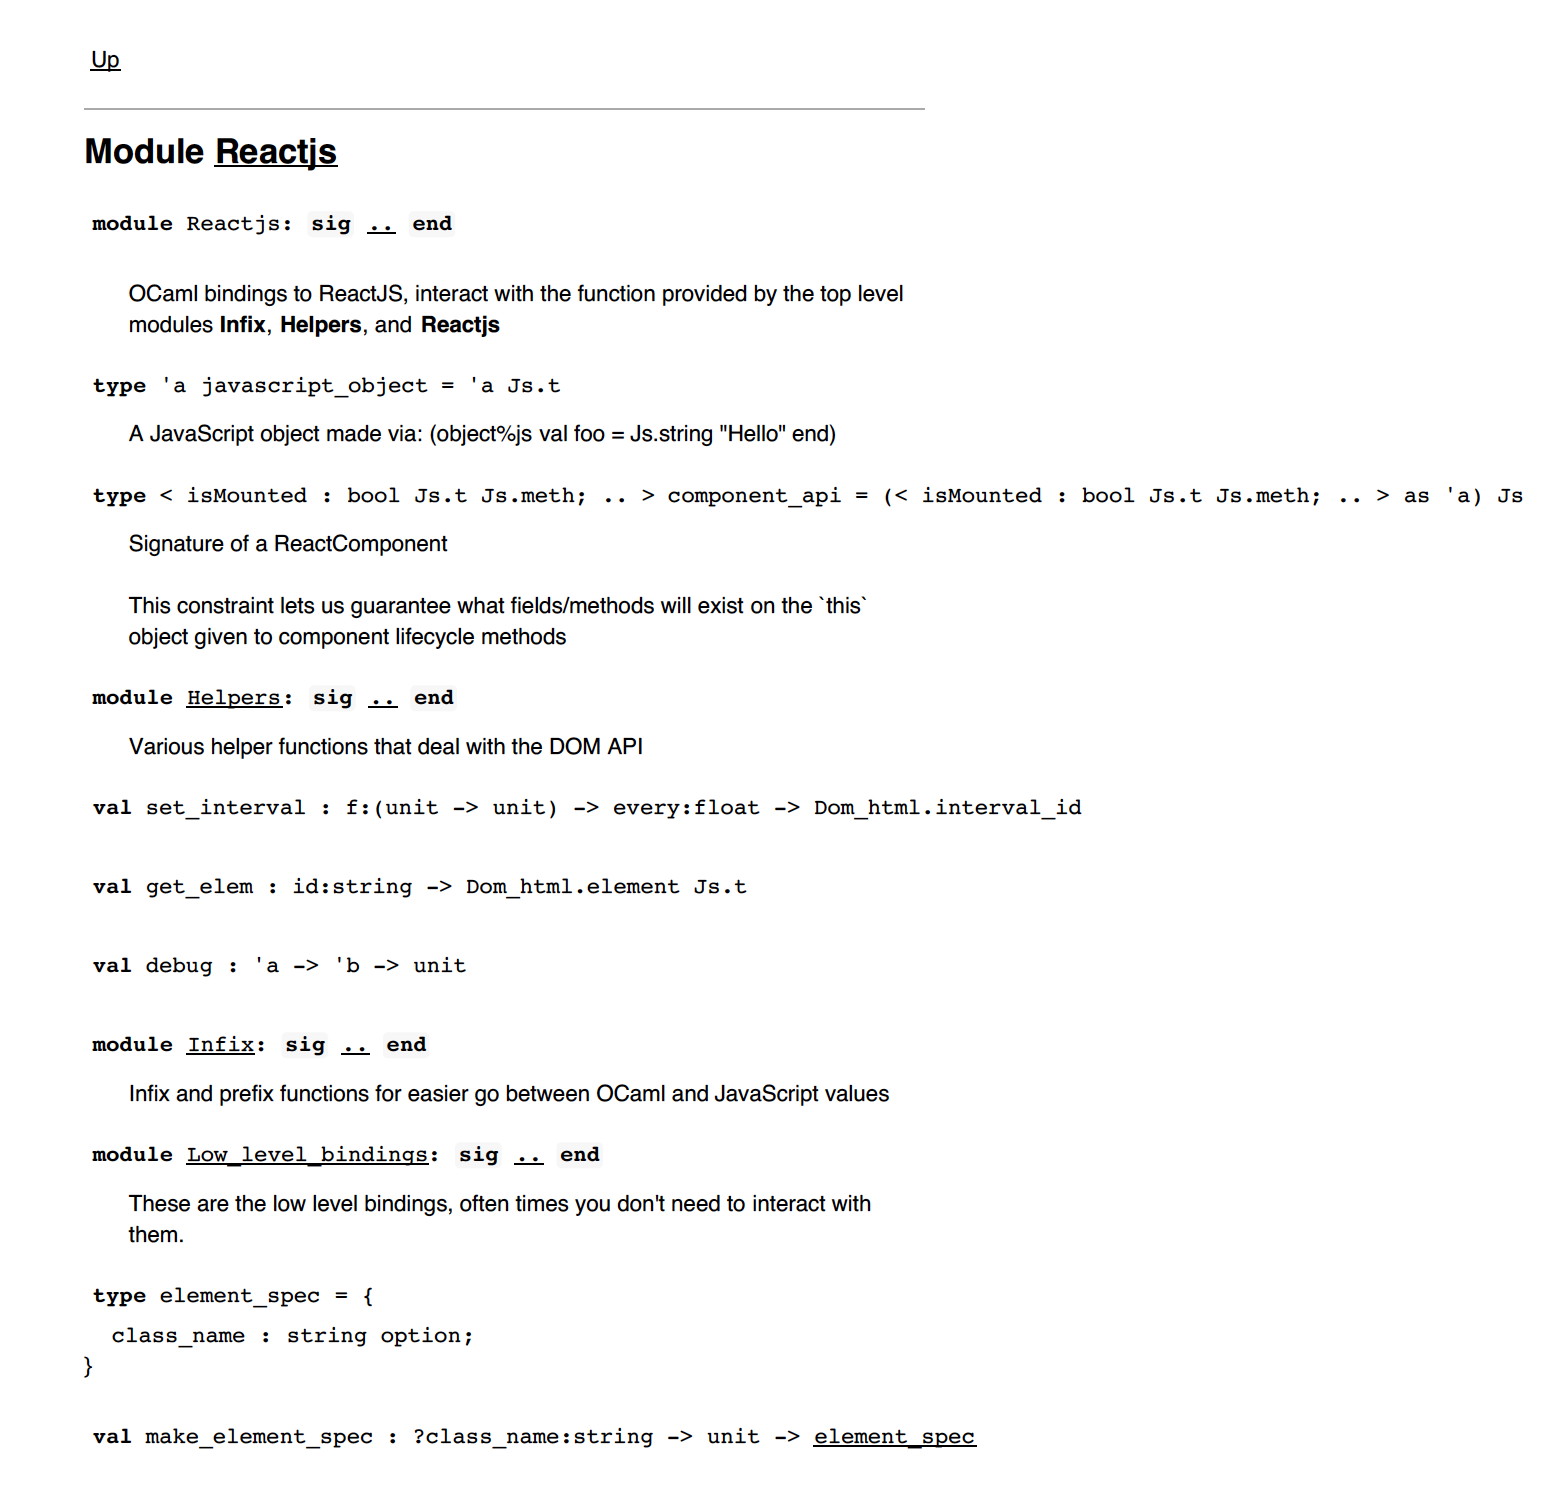 Up
Module Reactjs
module Reactjs: sig .. end
OCaml bindings to ReactJS, interact with the function provided by the top level
modules Infix, Helpers, and Reactjs
type 'a javascript_object = 'a Js.t
A JavaScript object made via: (object%js val foo = Js.string "Hello" end)
type < isMounted : bool Js.t Js.meth; .. > component_api = (< isMounted : bool Js.t Js.meth; .. > as 'a) Js
Signature of a ReactComponent
This constraint lets us guarantee what fields/methods will exist on the `this`
object given to component lifecycle methods
module Helpers: sig .. end
Various helper functions that deal with the DOM API
val set_interval : f:(unit -> unit) -> every:float -> Dom_html.interval_id
val get_elem : id:string -> Dom_html.element Js.t
val debug : 'a -> 'b -> unit
module Infix: sig .. end
Infix and prefix functions for easier go between OCaml and JavaScript values
module Low_level_bindings: sig .. end
These are the low level bindings, often times you don't need to interact with
them.
type element_spec = {
class_name : string option;
}
val make_element_spec : ?class_name:string -> unit -> element_spec